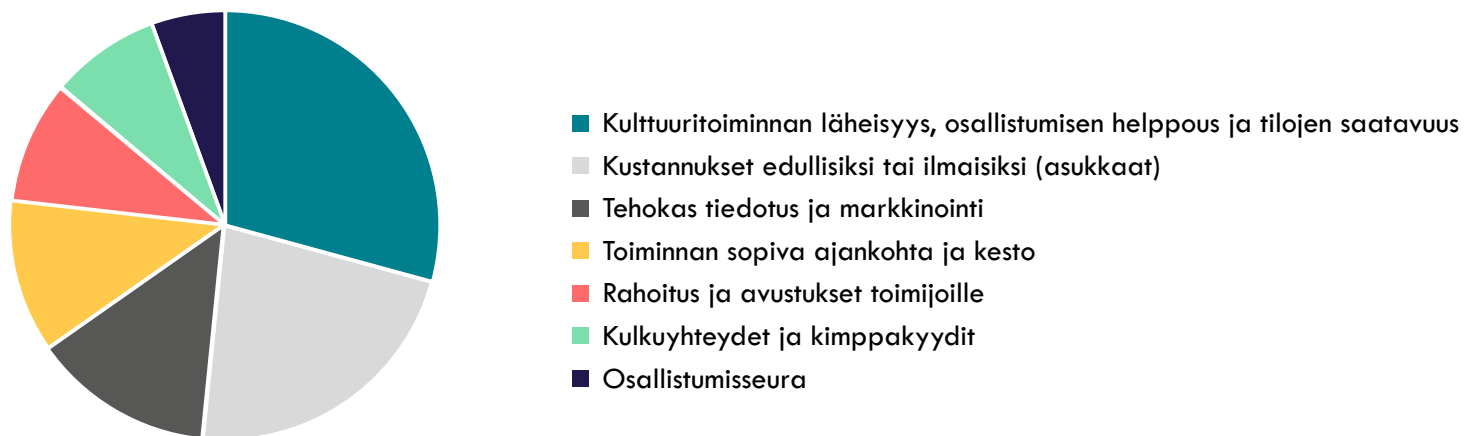 Kulttuuritoiminnan läheisyys, osallistumisen helppous ja tilojen saatavuus
Kustannukset edullisiksi tai ilmaisiksi (asukkaat)
Tehokas tiedotus ja markkinointi
Toiminnan sopiva ajankohta ja kesto
Rahoitus ja avustukset toimijoille
Kulkuyhteydet ja kimppakyydit
Osallistumisseura